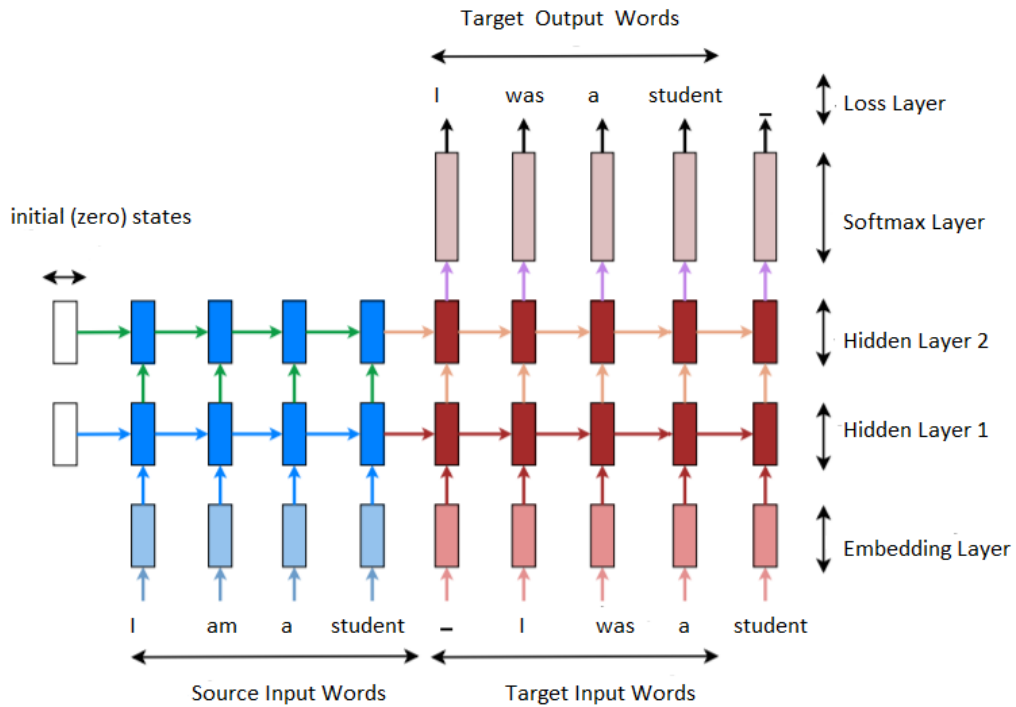 Target Output Words
I was a student –
Loss Layer
Softmax Layer
initial (zero) states
Hidden Layer 2
Hidden Layer 1
Embedding Layer
I am a student – I was a student
Source Input Words Target Input Words